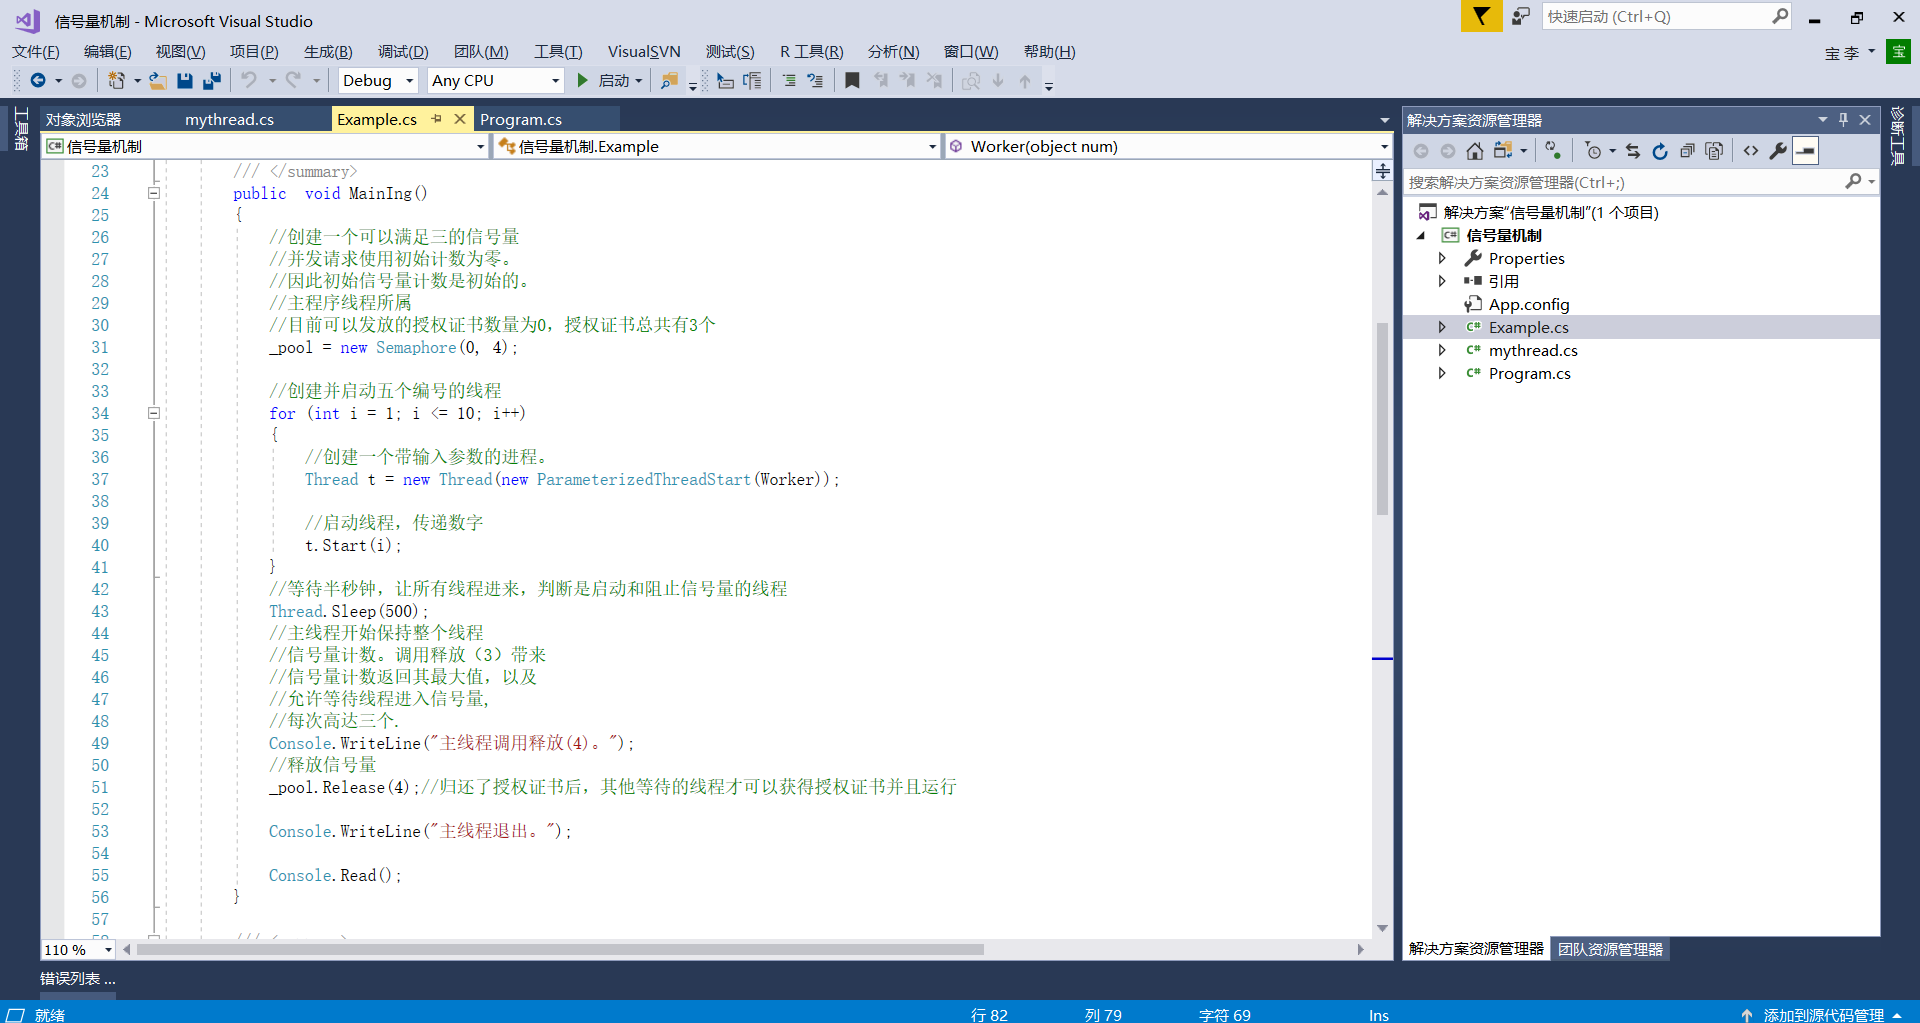 信号量机制 - Microsoft Visual Studio
快速启动 (Ctrl+Q)
文件(F) 编辑(E) 视图(V) 项目(P) 生成(B) 调试(D) 团队(M) 工具(T) VisualSVN 测试(S) R 工具(R) 分析(N) 窗口(W) 帮助(H)
宝 李
宝
Debug Any CPU 启动
工具箱
对象浏览器 mythread.cs Example.cs Program.cs
信号量机制 信号量机制.Example Worker(object num)
23 /// </summary>
24 public  void MainIng()
25 {
26 //创建一个可以满足三的信号量
27 //并发请求使用初始计数为零。
28 //因此初始信号量计数是初始的。
29 //主程序线程所属
30 //目前可以发放的授权证书数量为0，授权证书总共有3个
31 _pool = new Semaphore(0, 4);
32
33 //创建并启动五个编号的线程
34 for (int i = 1; i <= 10; i++)
35 {
36 //创建一个带输入参数的进程。
37 Thread t = new Thread(new ParameterizedThreadStart(Worker));
38
39 //启动线程，传递数字
40 t.Start(i);
41 }
42 //等待半秒钟，让所有线程进来，判断是启动和阻止信号量的线程
43 Thread.Sleep(500);
44 //主线程开始保持整个线程
45 //信号量计数。调用释放（3）带来
46 //信号量计数返回其最大值，以及
47 //允许等待线程进入信号量,
48 //每次高达三个.
49 Console.WriteLine("主线程调用释放(4)。");
50 //释放信号量
51 _pool.Release(4);//归还了授权证书后，其他等待的线程才可以获得授权证书并且运行
52
53 Console.WriteLine("主线程退出。");
54
55 Console.Read();
56 }
57
110 %
解决方案资源管理器
搜索解决方案资源管理器(Ctrl+;)
解决方案"信号量机制"(1 个项目)
C# 信号量机制
Properties
引用
App.config
C# Example.cs
C# mythread.cs
C# Program.cs
解决方案资源管理器 团队资源管理器
诊断工具
错误列表 ...
就绪 行 82 列 79 字符 69 Ins 添加到源代码管理